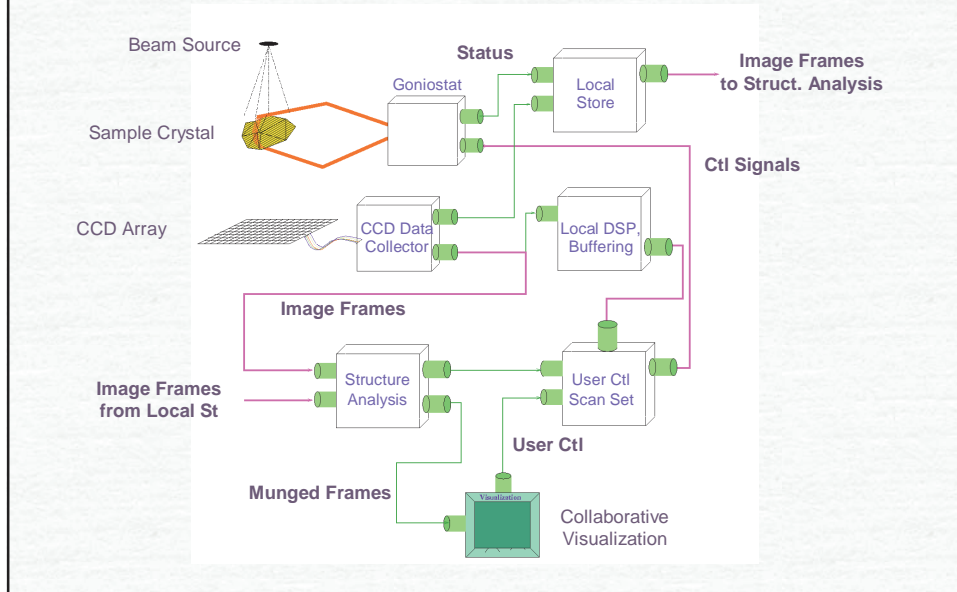 Beam Source
Status
Image Frames
to Struct. Analysis
Goniostat
Local
Store
Sample Crystal
Ctl Signals
CCD Array
CCD Data
Collector
Local DSP,
Buffering
Image Frames
Image Frames
from Local St
Structure
Analysis
User Ctl
Scan Set
User Ctl
Munged Frames
Visualization
Collaborative
Visualization